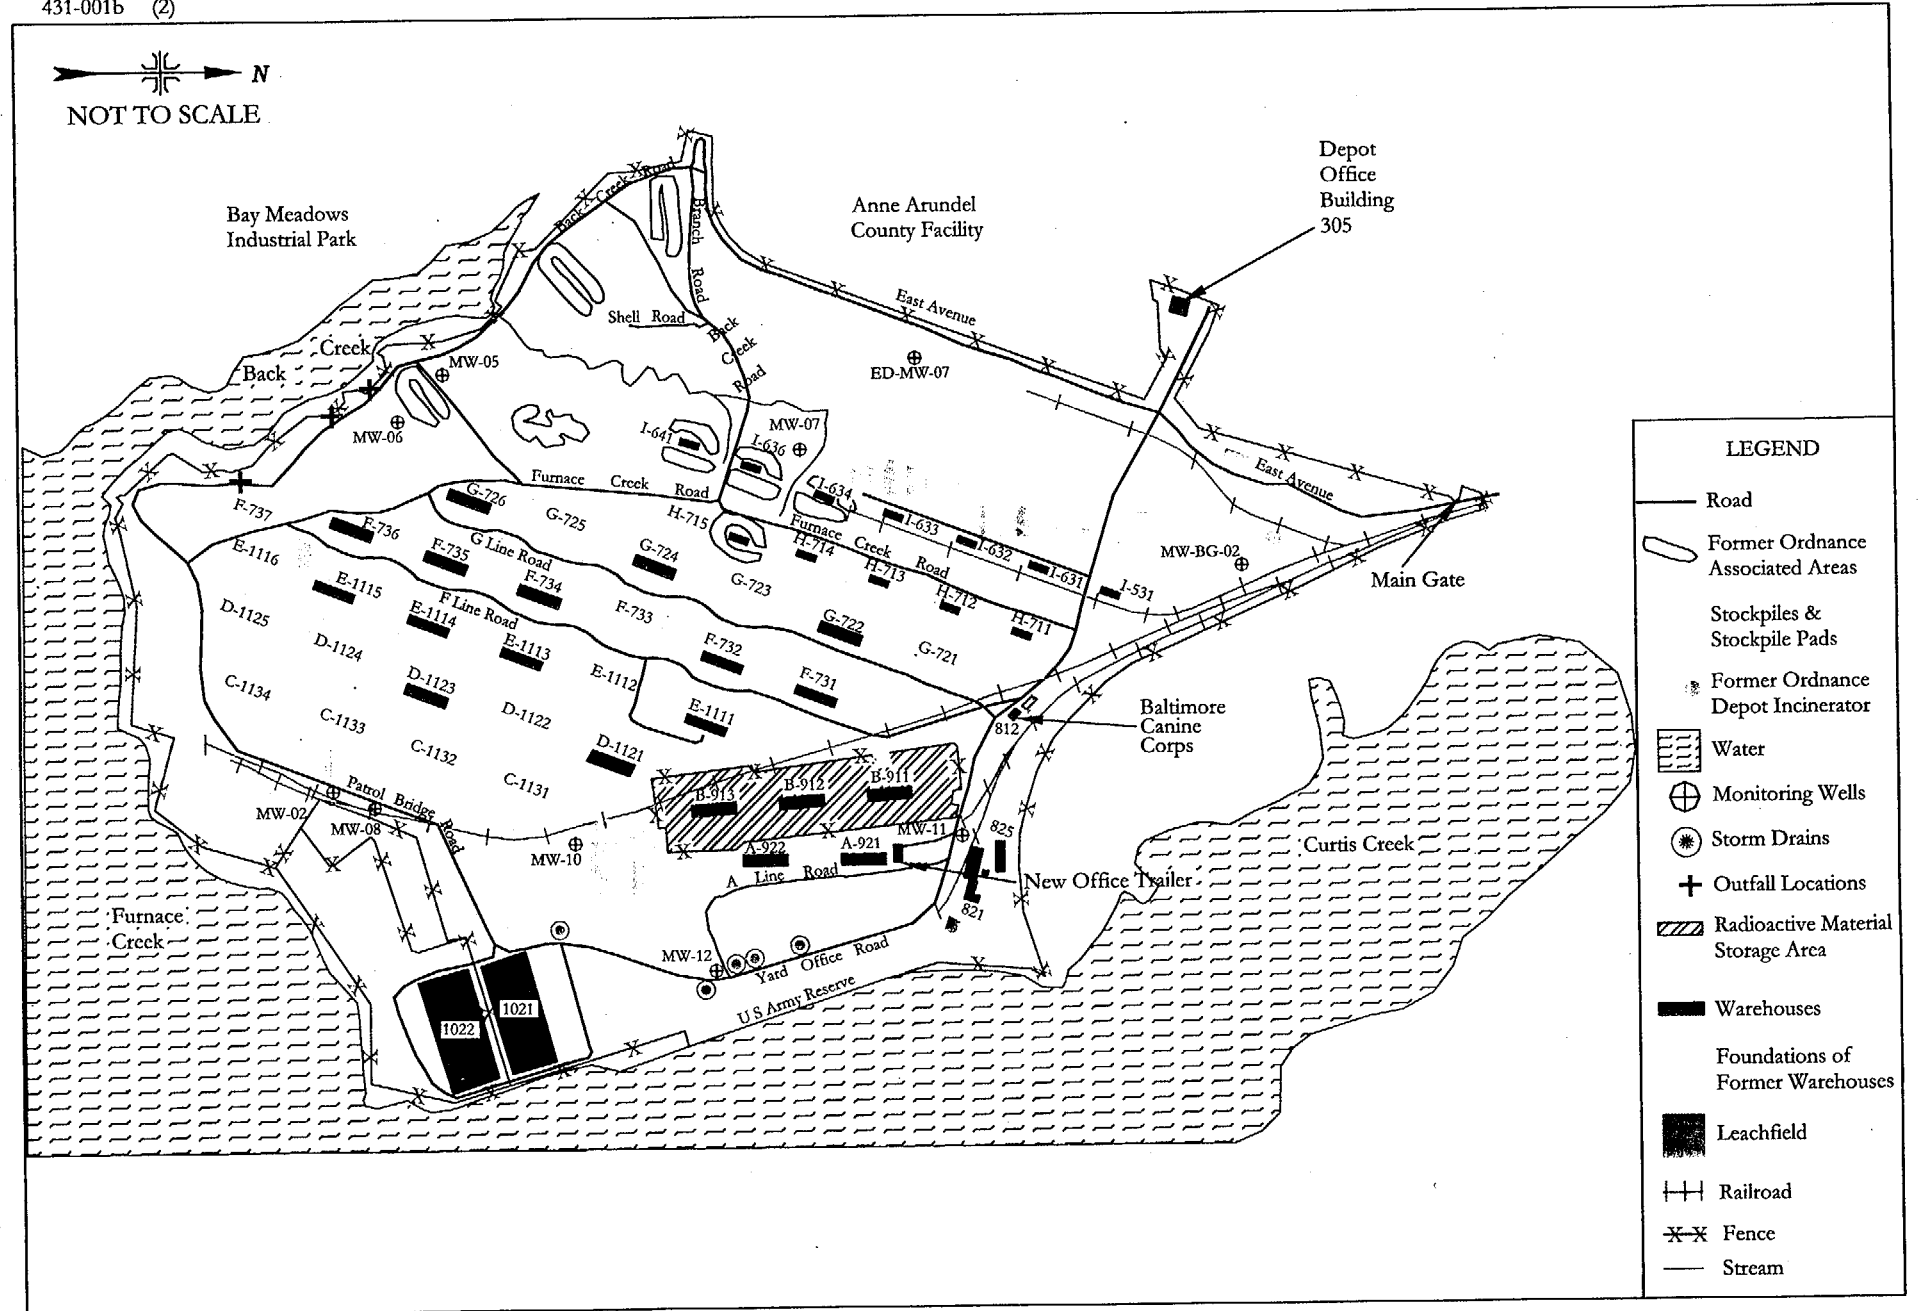 431-001b (2)
N
NOT TO SCALE
Bay Meadows
Industrial Park
Anne Arundel
County Facility
Depot
Office
Building
305
Back Creek Road
Branch Road
East Avenue
Shell Road
Back
Creek
Road
Creek
Back
MW-05
MW-06
ED-MW-07
MW-07
I-641
I-636
I-634
I-633
I-632
I-631
I-531
East Avenue
MW-BG-02
Main Gate
Furnace Creek Road
Furnace Creek Road
F-737
F-736
G-726
G-725
H-715
H-714
H-713
H-712
H-711
G Line Road
G-724
G-723
G-722
G-721
E-1116
F-735
F-734
F-733
F-732
F-731
F Line Road
E-1115
E-1114
E-1113
E-1112
E-1111
D-1125
D-1124
D-1123
D-1122
D-1121
C-1134
C-1133
C-1132
C-1131
812
Baltimore
Canine
Corps
B-913
B-912
B-911
Patrol Bridge Road
MW-02
MW-08
MW-10
MW-11
825
A-922
A-921
A Line Road
New Office Trailer
821
Curtis Creek
Furnace
Creek
MW-12
Yard Office Road
U S Army Reserve
1021
1022
LEGEND
Road
Former Ordnance
Associated Areas
Stockpiles &
Stockpile Pads
Former Ordnance
Depot Incinerator
Water
Monitoring Wells
Storm Drains
Outfall Locations
Radioactive Material
Storage Area
Warehouses
Foundations of
Former Warehouses
Leachfield
Railroad
Fence
Stream